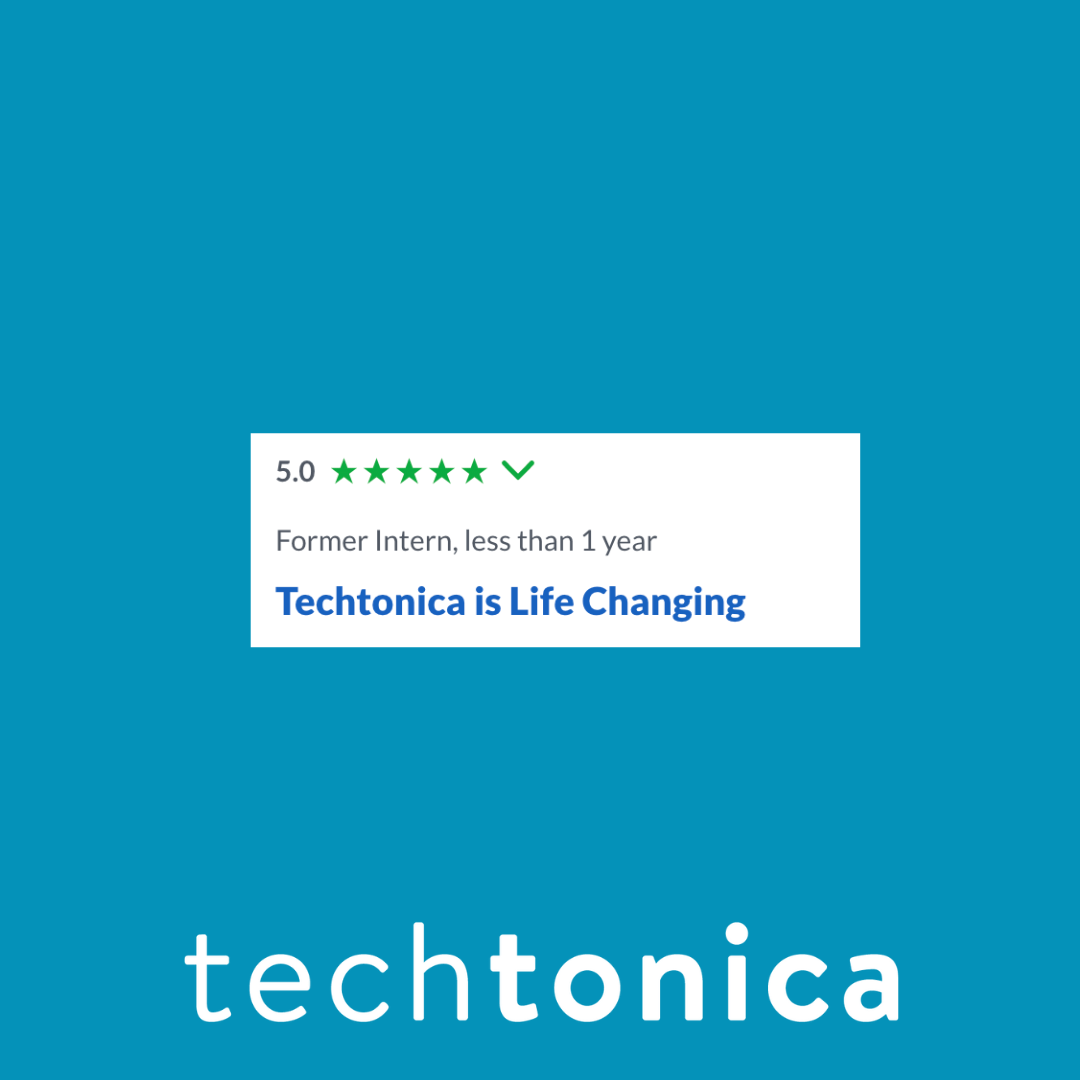 5.0
Former Intern, less than 1 year
Techtonica is Life Changing
techtonica